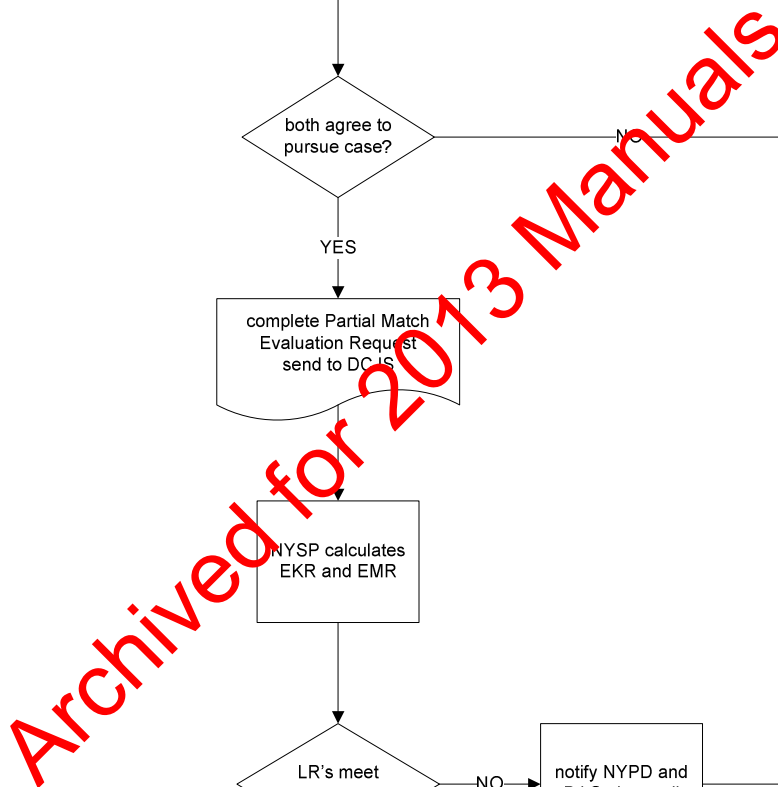 both agree to
pursue case?
NO
YES
complete Partial Match
Evaluation Request
send to DCJS
NYSP calculates
EKR and EMR
LR's meet
NO
notify NYPD and
Archived for 2013 Manuals